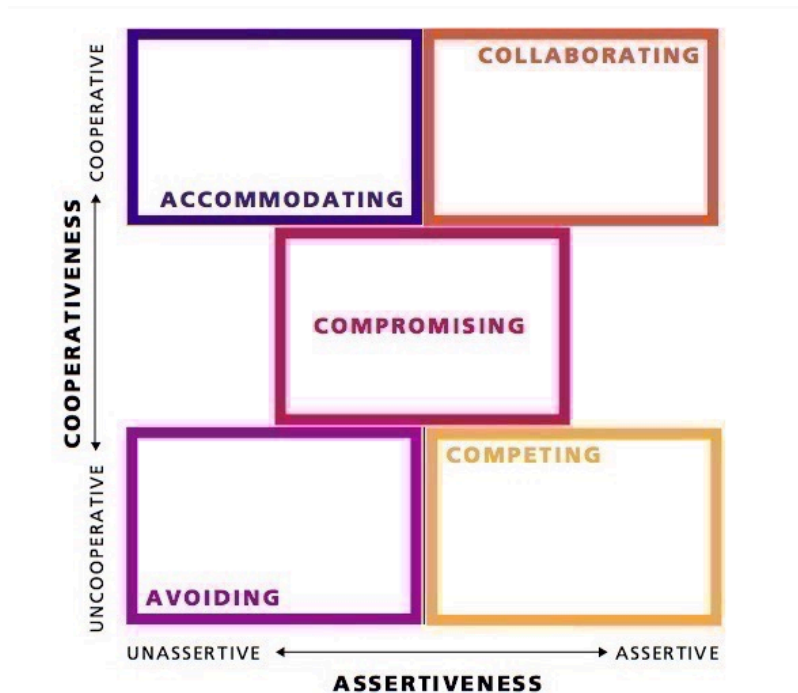 COOPERATIVE
COLLABORATING
ACCOMMODATING
COOPERATIVENESS
COMPROMISING
COMPETING
UNCOOPERATIVE
AVOIDING
UNASSERTIVE
ASSERTIVE
ASSERTIVENESS